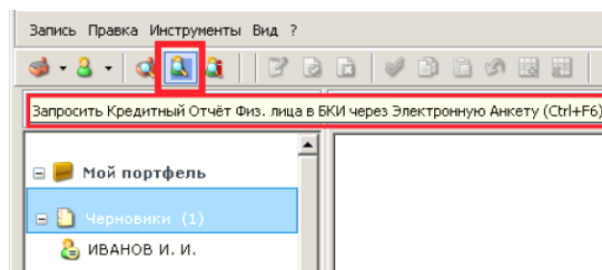 Запись Правка Инструменты Вид ?
Запросить Кредитный Отчёт Физ. лица в БКИ через Электронную Анкету (Ctrl+F6)
Мой портфель
Черновики (1)
ИВАНОВ И. И.